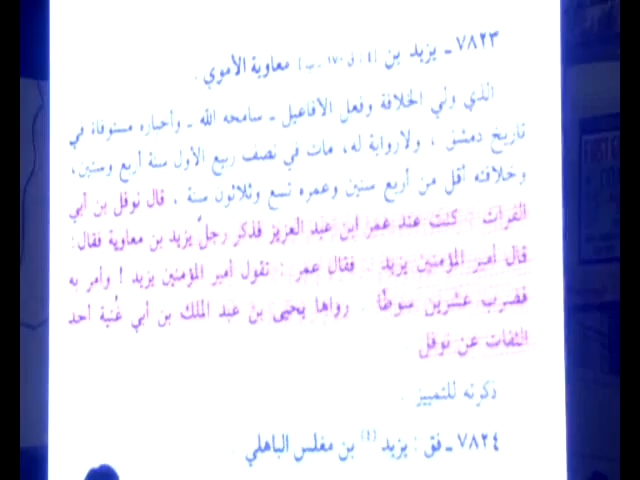 ٧٨٢٣ ـ يزيد بن معاوية الأموي .
الذي ولي الخلافة وفعل الأفاعيل ـ سامحه الله ـ وأخباره مستوفاة في
تاريخ دمشق ، ولا رواية له ، مات في نصف ربيع الأول سنة أربع وستين ،
وخلافته أقل من أربع سنين وعمره تسع وثلاثون سنة . قال نوفل بن أبي
الفرات : كنت عند عمر ابن عبد العزيز فذكر رجلٌ يزيد بن معاوية فقال :
قال أمير المؤمنين يزيد . فقال عمر : تقول أمير المؤمنين يزيد ! وأمر به
فضرب عشرين سوطًا . رواها يحيى بن عبد الملك بن أبي غُنية أحد
الثقات عن نوفل
ذكرته للتمييز .
٧٨٢٤ ـ فق : يزيد (٤) بن مغلس الباهلي .